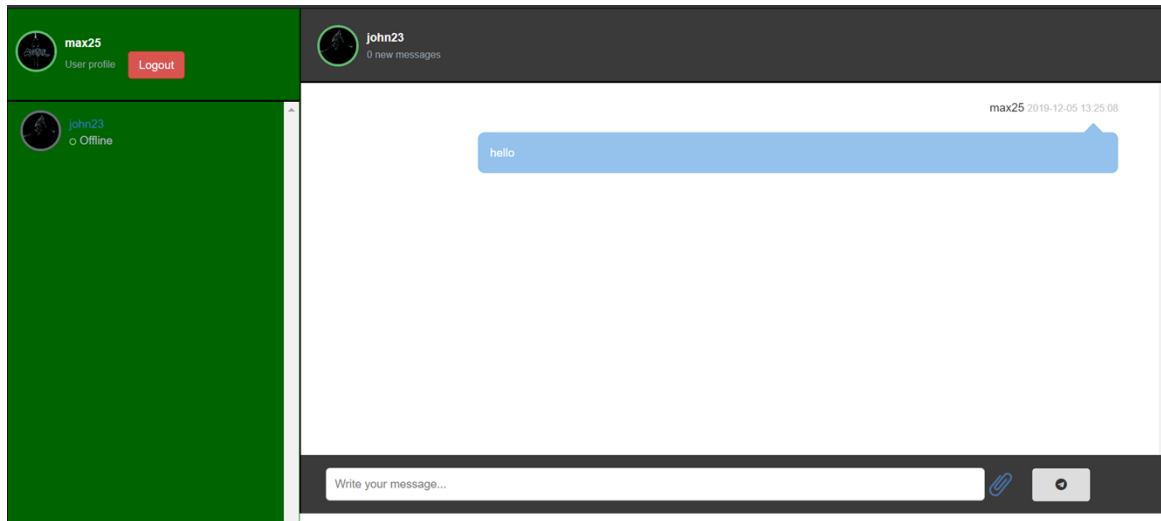 max25
User profile
Logout
john23
Offline
john23
0 new messages
max25 2019-12-05 13:25:08
hello
Write your message...